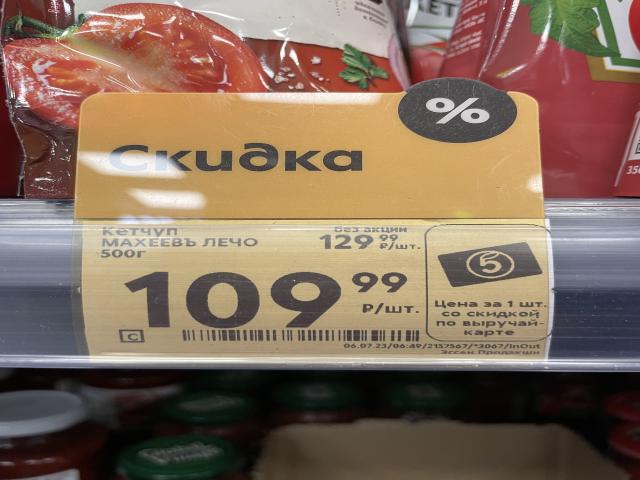 %
Скидка
Кетчуп
МАХЕЕВЪ ЛЕЧО
500г
без акции
129 99
₽/шт.
109 99
₽/шт.
5
Цена за 1 шт.
со скидкой
по выручай-
карте
C
06.07.23/06:49/2157567/*3067/InOut
Эссен Продакшн